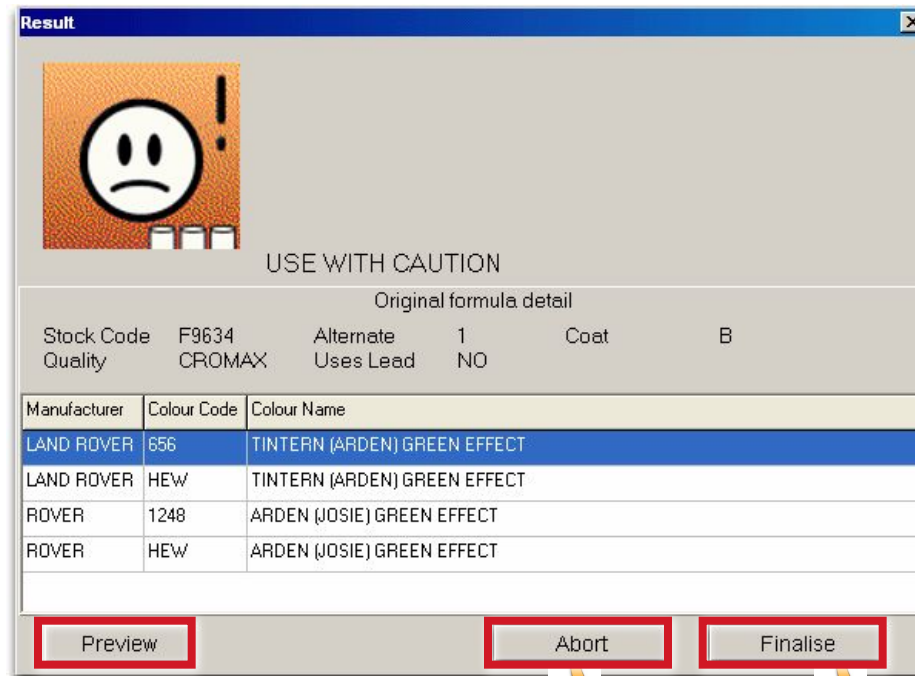 Result
!
USE WITH CAUTION
Original formula detail
Stock Code F9634 Alternate 1 Coat B
Quality CROMAX Uses Lead NO
Manufacturer Colour Code Colour Name
LAND ROVER 656 TINTERN (ARDEN) GREEN EFFECT
LAND ROVER HEW TINTERN (ARDEN) GREEN EFFECT
ROVER 1248 ARDEN (JOSIE) GREEN EFFECT
ROVER HEW ARDEN (JOSIE) GREEN EFFECT
Preview Abort Finalise